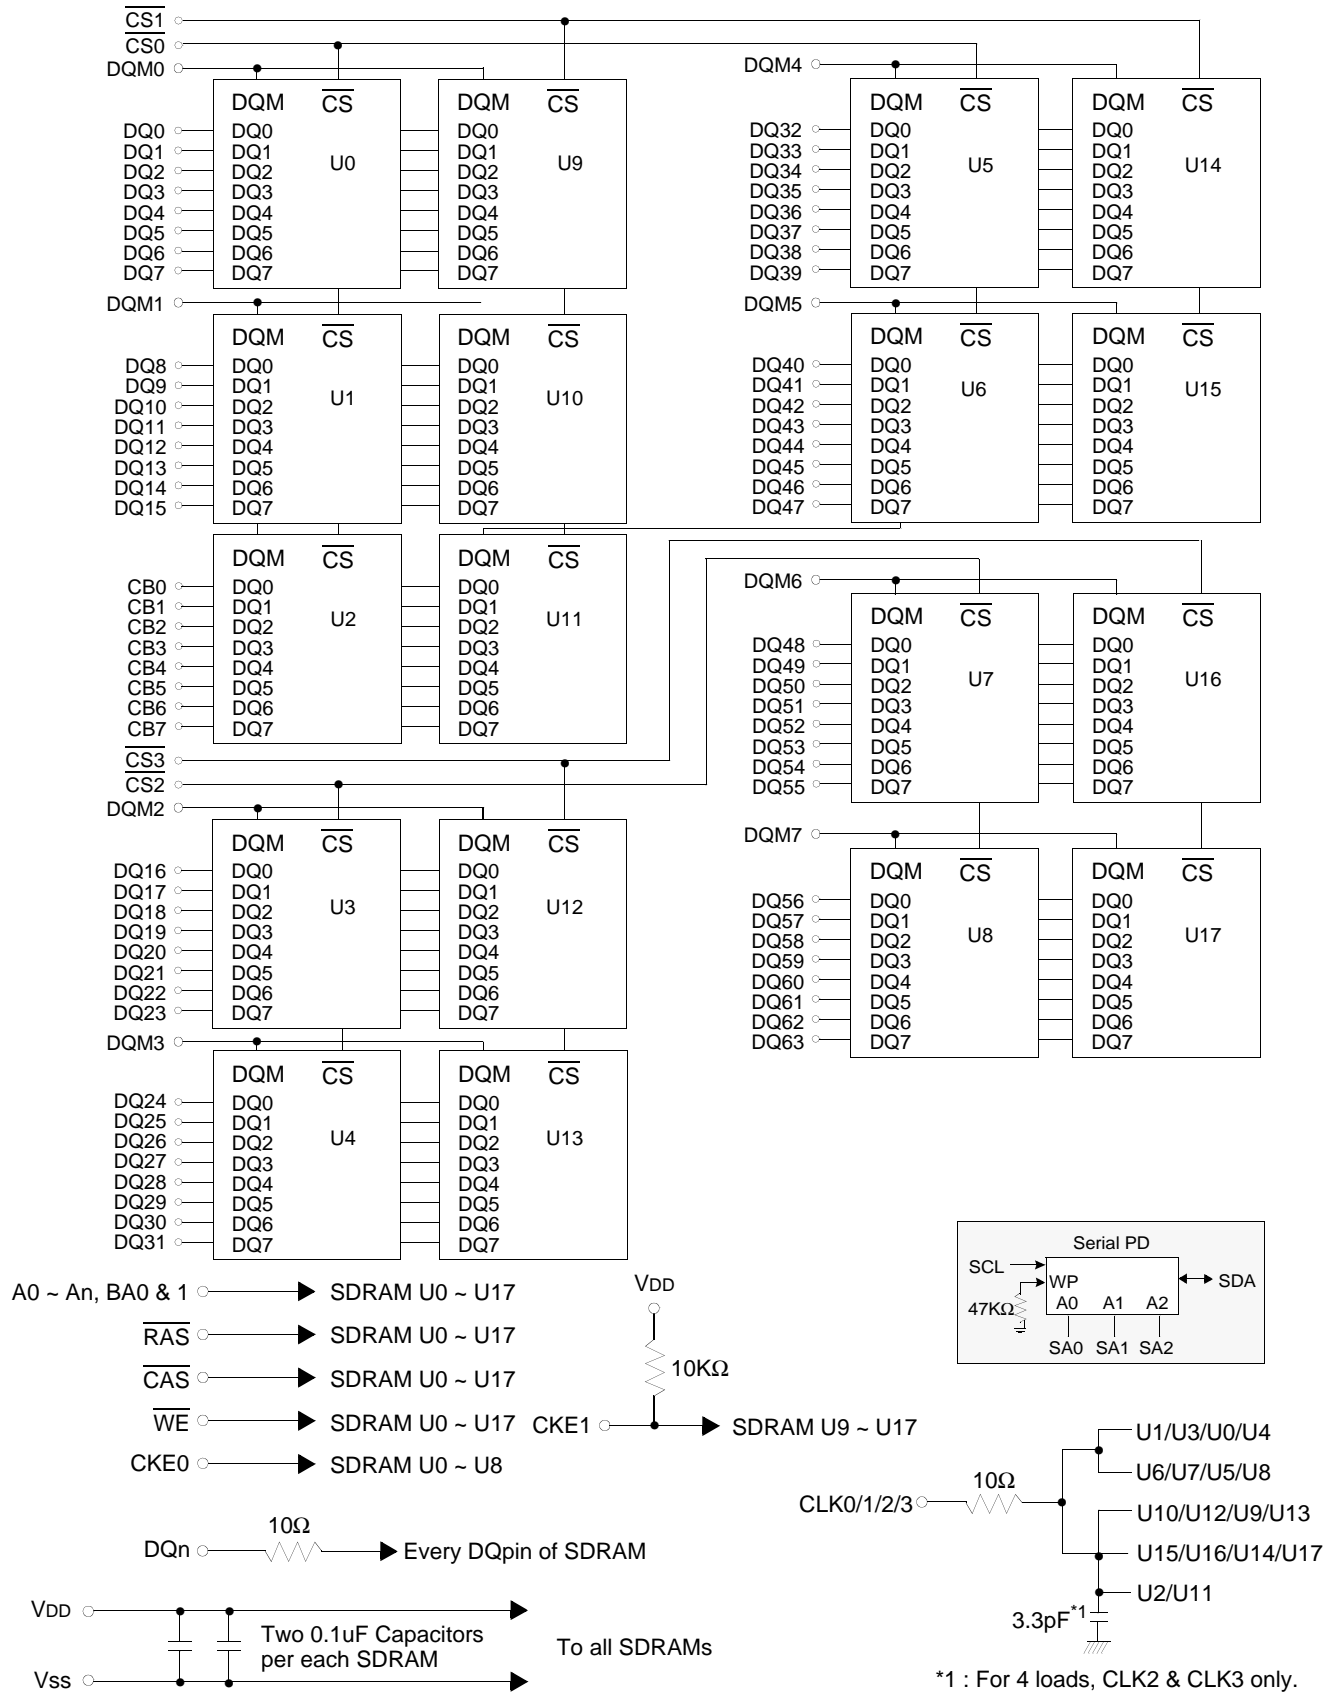 CS1
CS0
DQM0
DQM CS
DQM CS
DQ0 DQ0 DQ0
DQ1 DQ1 DQ1
DQ2 DQ2 U0 DQ2 U9
DQ3 DQ3 DQ3
DQ4 DQ4 DQ4
DQ5 DQ5 DQ5
DQ6 DQ6 DQ6
DQ7 DQ7 DQ7
DQM1
DQM CS
DQM CS
DQ8 DQ0 DQ0
DQ9 DQ1 DQ1
DQ10 DQ2 U1 DQ2 U10
DQ11 DQ3 DQ3
DQ12 DQ4 DQ4
DQ13 DQ5 DQ5
DQ14 DQ6 DQ6
DQ15 DQ7 DQ7
DQM CS
DQM CS
CB0 DQ0 DQ0
CB1 DQ1 DQ1
CB2 DQ2 U2 DQ2 U11
CB3 DQ3 DQ3
CB4 DQ4 DQ4
CB5 DQ5 DQ5
CB6 DQ6 DQ6
CB7 DQ7 DQ7
CS3
CS2
DQM2
DQM CS
DQM CS
DQ16 DQ0 DQ0
DQ17 DQ1 DQ1
DQ18 DQ2 U3 DQ2 U12
DQ19 DQ3 DQ3
DQ20 DQ4 DQ4
DQ21 DQ5 DQ5
DQ22 DQ6 DQ6
DQ23 DQ7 DQ7
DQM3
DQM CS
DQM CS
DQ24 DQ0 DQ0
DQ25 DQ1 DQ1
DQ26 DQ2 U4 DQ2 U13
DQ27 DQ3 DQ3
DQ28 DQ4 DQ4
DQ29 DQ5 DQ5
DQ30 DQ6 DQ6
DQ31 DQ7 DQ7
DQM4
DQM CS
DQM CS
DQ32 DQ0 DQ0
DQ33 DQ1 DQ1
DQ34 DQ2 U5 DQ2 U14
DQ35 DQ3 DQ3
DQ36 DQ4 DQ4
DQ37 DQ5 DQ5
DQ38 DQ6 DQ6
DQ39 DQ7 DQ7
DQM5
DQM CS
DQM CS
DQ40 DQ0 DQ0
DQ41 DQ1 U6 DQ1 U15
DQ42 DQ2 DQ2
DQ43 DQ3 DQ3
DQ44 DQ4 DQ4
DQ45 DQ5 DQ5
DQ46 DQ6 DQ6
DQ47 DQ7 DQ7
DQM6
DQM CS
DQM CS
DQ48 DQ0 DQ0
DQ49 DQ1 DQ1
DQ50 DQ2 U7 DQ2 U16
DQ51 DQ3 DQ3
DQ52 DQ4 DQ4
DQ53 DQ5 DQ5
DQ54 DQ6 DQ6
DQ55 DQ7 DQ7
DQM7
DQM CS
DQM CS
DQ56 DQ0 DQ0
DQ57 DQ1 DQ1
DQ58 DQ2 U8 DQ2 U17
DQ59 DQ3 DQ3
DQ60 DQ4 DQ4
DQ61 DQ5 DQ5
DQ62 DQ6 DQ6
DQ63 DQ7 DQ7
Serial PD
SCL
WP
SDA
47KΩ
A0 A1 A2
SA0 SA1 SA2
A0 ~ An, BA0 & 1 SDRAM U0 ~ U17
RAS SDRAM U0 ~ U17
CAS SDRAM U0 ~ U17
WE SDRAM U0 ~ U17
CKE0 SDRAM U0 ~ U8
VDD
10KΩ
CKE1 SDRAM U9 ~ U17
DQn 10Ω Every DQpin of SDRAM
VDD
Two 0.1uF Capacitors
per each SDRAM
To all SDRAMs
Vss
CLK0/1/2/3 10Ω
U1/U3/U0/U4
U6/U7/U5/U8
U10/U12/U9/U13
U15/U16/U14/U17
U2/U11
3.3pF*1
*1 : For 4 loads, CLK2 & CLK3 only.